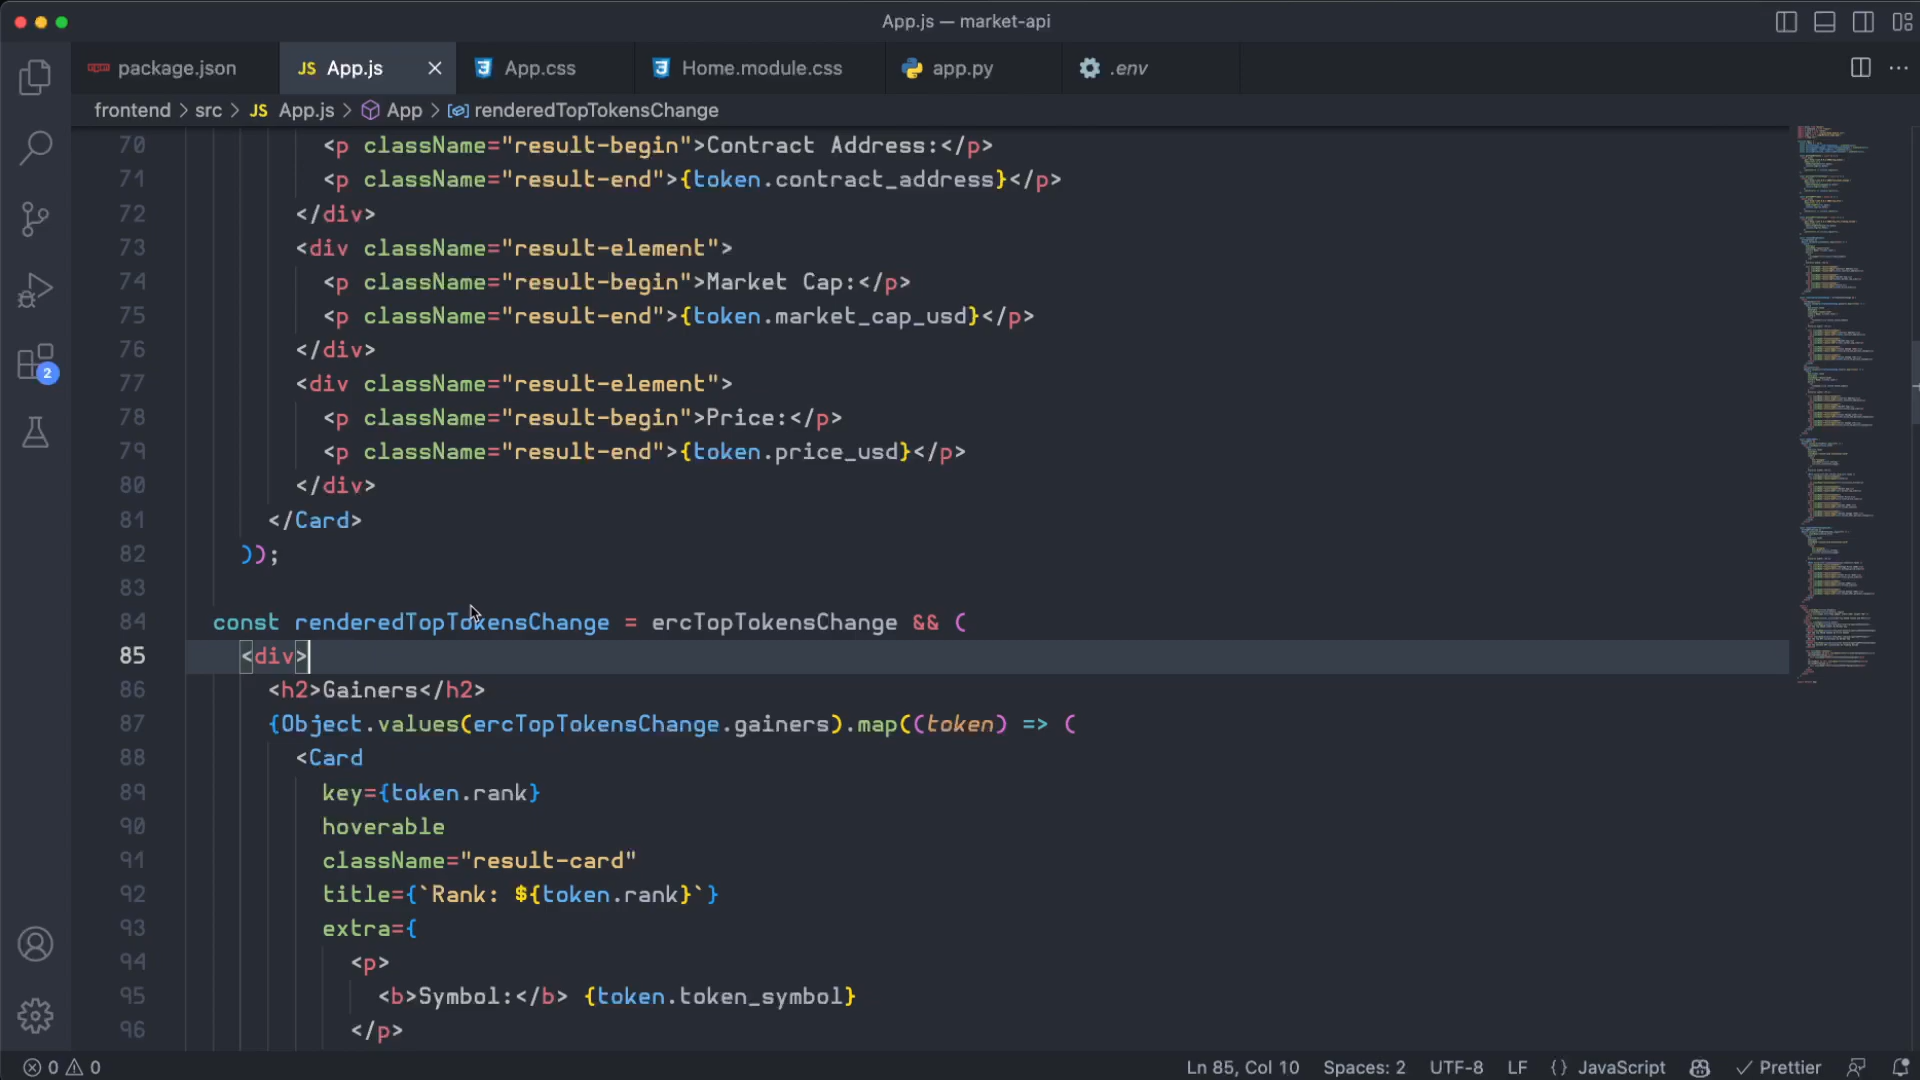 App.js — market-api
package.json
JS App.js
App.css
Home.module.css
app.py
.env
frontend > src > JS App.js > App > renderedTopTokensChange
70 <p className="result-begin">Contract Address:</p>
71 <p className="result-end">{token.contract_address}</p>
72 </div>
73 <div className="result-element">
74 <p className="result-begin">Market Cap:</p>
75 <p className="result-end">{token.market_cap_usd}</p>
76 </div>
77 <div className="result-element">
78 <p className="result-begin">Price:</p>
79 <p className="result-end">{token.price_usd}</p>
80 </div>
81 </Card>
82 ));
83
84 const renderedTopTokensChange = ercTopTokensChange && (
85 <div>
86 <h2>Gainers</h2>
87 {Object.values(ercTopTokensChange.gainers).map((token) => (
88 <Card
89 key={token.rank}
90 hoverable
91 className="result-card"
92 title={`Rank: ${token.rank}`}
93 extra={
94 <p>
95 <b>Symbol:</b> {token.token_symbol}
96 </p>
2
0 0
Ln 85, Col 10
Spaces: 2
UTF-8
LF
{} JavaScript
Prettier